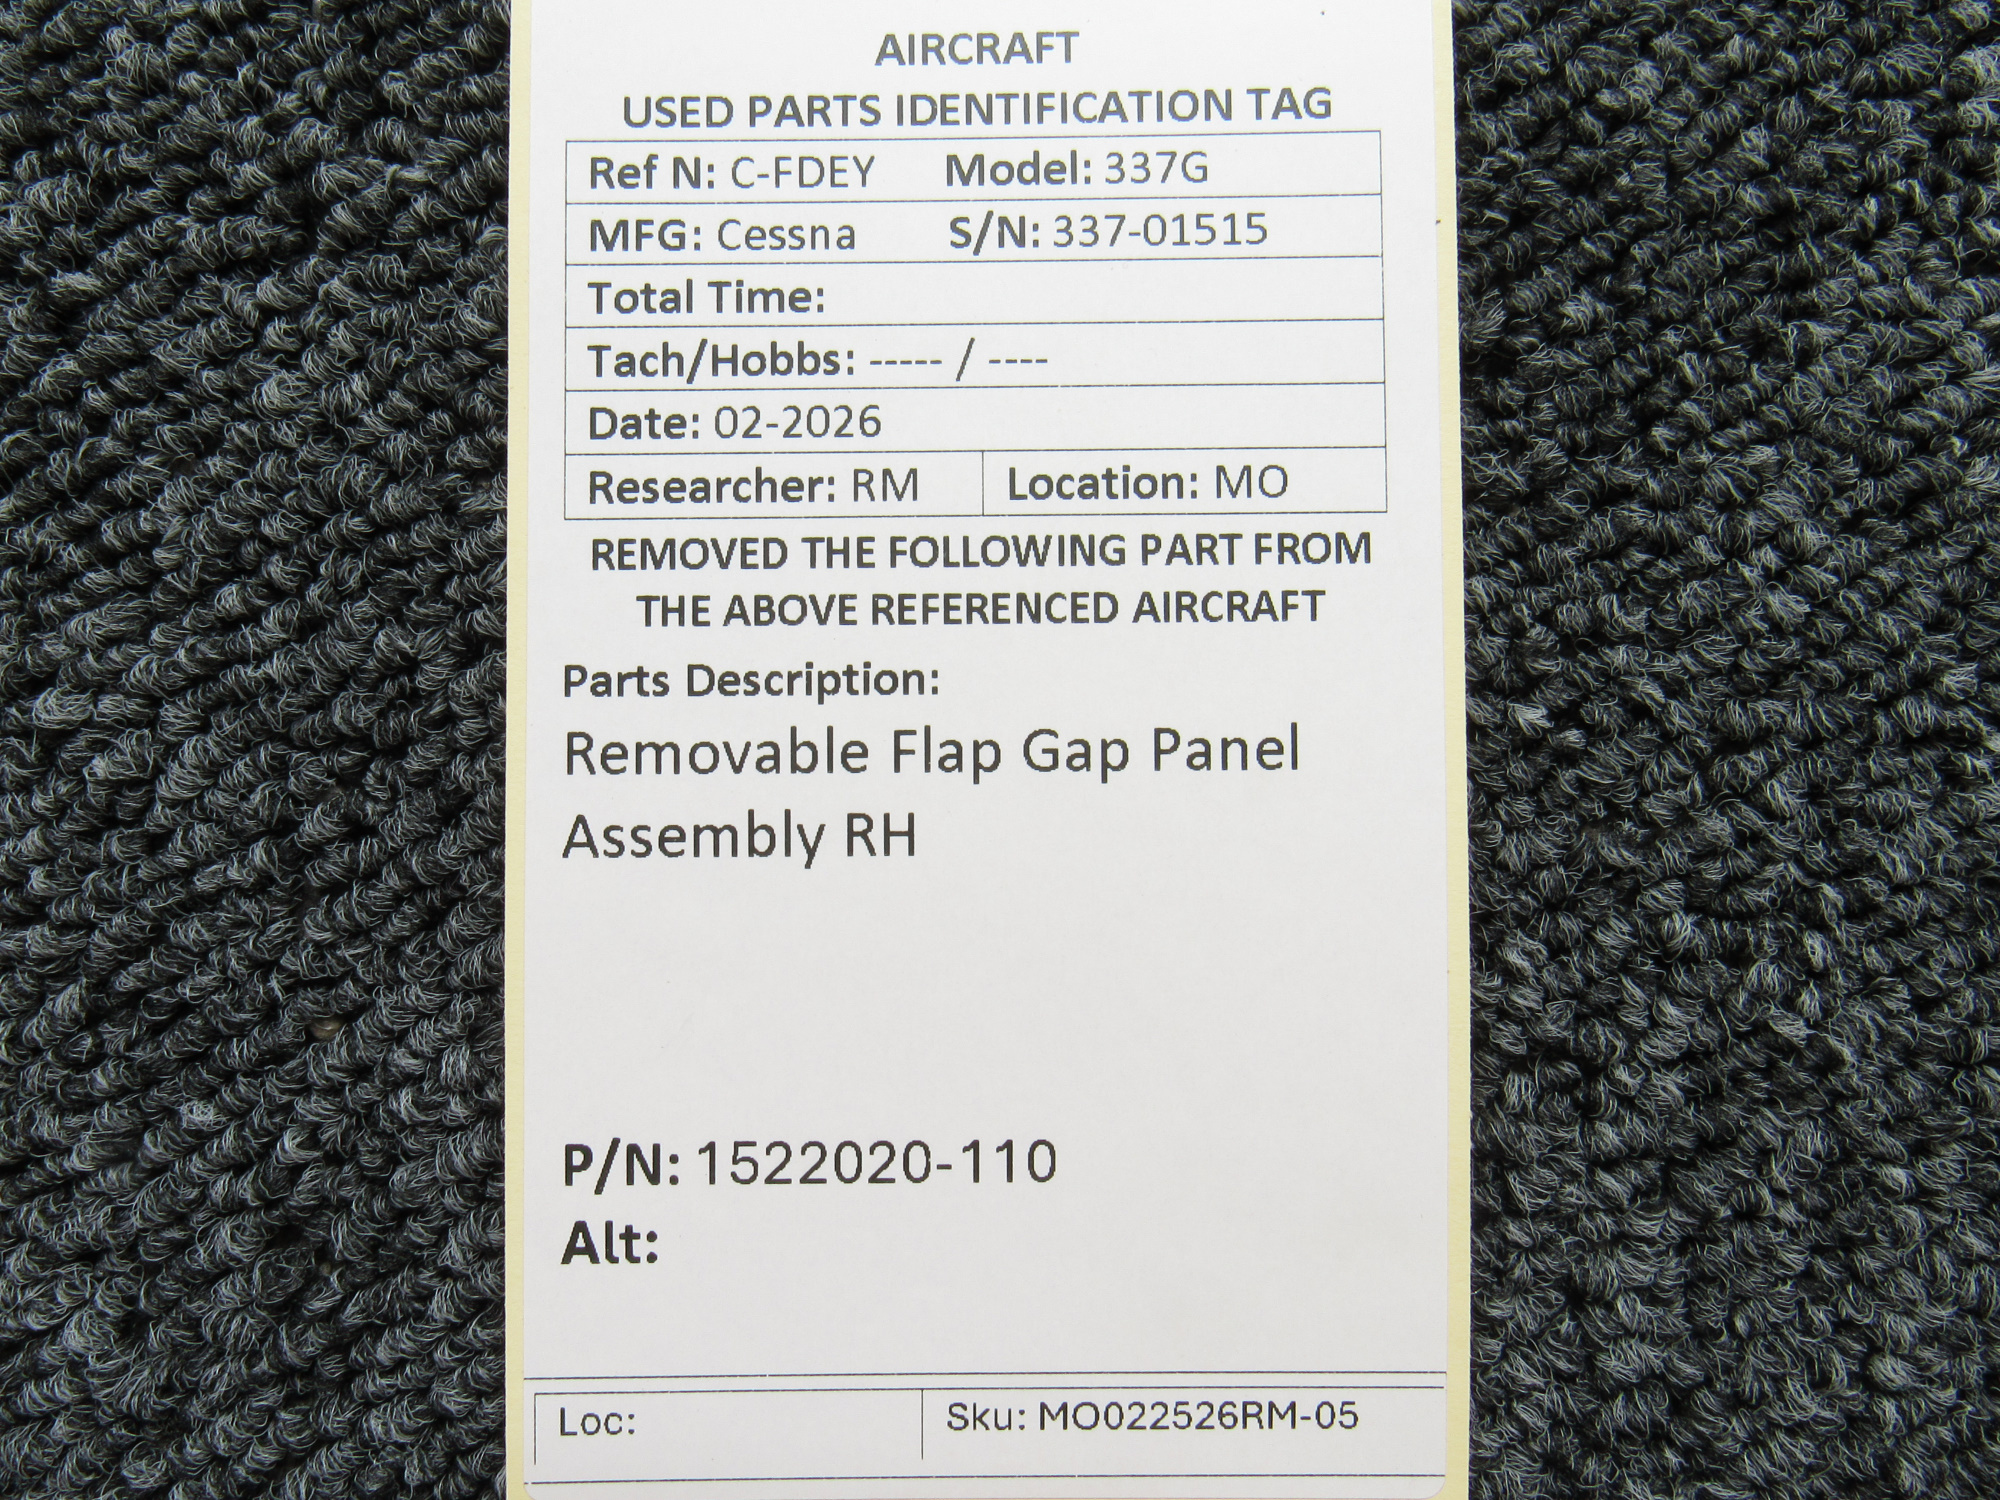 AIRCRAFT
USED PARTS IDENTIFICATION TAG
Ref N: C-FDEY Model: 337G
MFG: Cessna S/N: 337-01515
Total Time:
Tach/Hobbs: ----- / ----
Date: 02-2026
Researcher: RM Location: MO
REMOVED THE FOLLOWING PART FROM
THE ABOVE REFERENCED AIRCRAFT
Parts Description:
Removable Flap Gap Panel
Assembly RH
P/N: 1522020-110
Alt:
Loc: Sku: MO022526RM-05